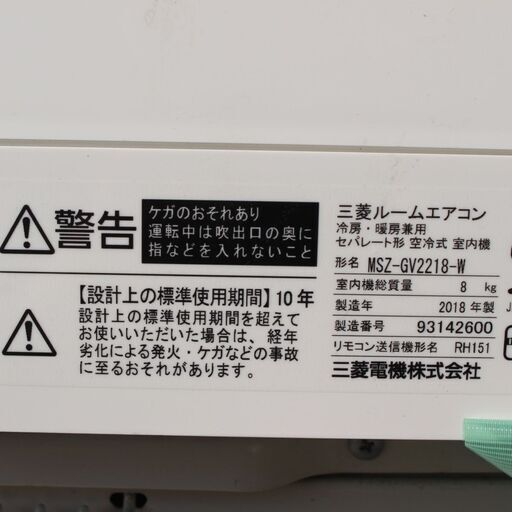 警告
ケガのおそれあり
運転中は吹出口の奥に
指などを入れないこと
【設計上の標準使用期間】10年
設計上の標準使用期間を超えて
お使いいただいた場合は、経年
劣化による発火・ケガなどの事故
に至るおそれがあります。
三菱ルームエアコン
冷房・暖房兼用
セパレート形 空冷式 室内機
形名 MSZ-GV2218-W
室内機総質量 8 kg
製造年 2018 年製
製造番号 93142600
リモコン送信機形名 RH151
三菱電機株式会社